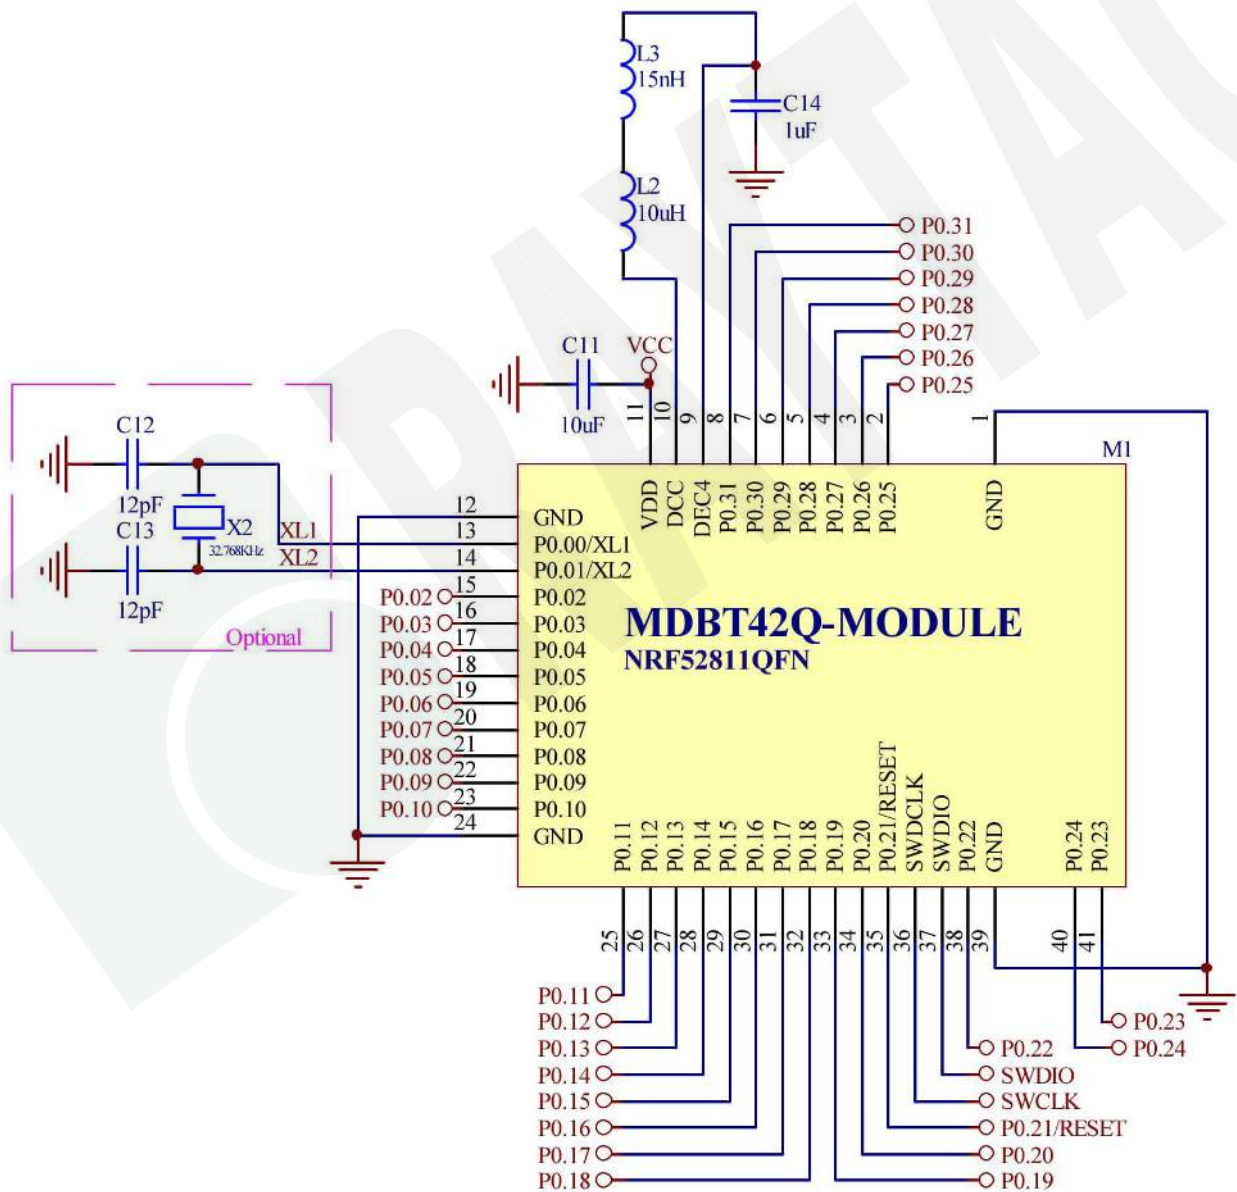 L3
15nH
C14
1uF
L2
10uH
P0.31
P0.30
P0.29
P0.28
P0.27
P0.26
P0.25
C11
VCC
10uF
11
10
9
8
7
6
5
4
3
2
1
M1
C12
12pF
X2
32.768KHz
C13
12pF
XL1
XL2
Optional
VDD
DCC
DEC4
P0.31
P0.30
P0.29
P0.28
P0.27
P0.26
P0.25
GND
12 GND
13 P0.00/XL1
14 P0.01/XL2
P0.02 15 P0.02
P0.03 16 P0.03
P0.04 17 P0.04
P0.05 18 P0.05
P0.06 19 P0.06
P0.07 20 P0.07
P0.08 21 P0.08
P0.09 22 P0.09
P0.10 23 P0.10
24 GND
MDBT42Q-MODULE
NRF52811QFN
P0.11
P0.12
P0.13
P0.14
P0.15
P0.16
P0.17
P0.18
P0.19
P0.20
P0.21/RESET
SWDCLK
SWDIO
P0.22
GND
P0.24
P0.23
25
26
27
28
29
30
31
32
33
34
35
36
37
38
39
40
41
P0.11
P0.12
P0.13
P0.14
P0.15
P0.16
P0.17
P0.18
P0.22
SWDIO
SWCLK
P0.21/RESET
P0.20
P0.19
P0.23
P0.24
RAYTAC